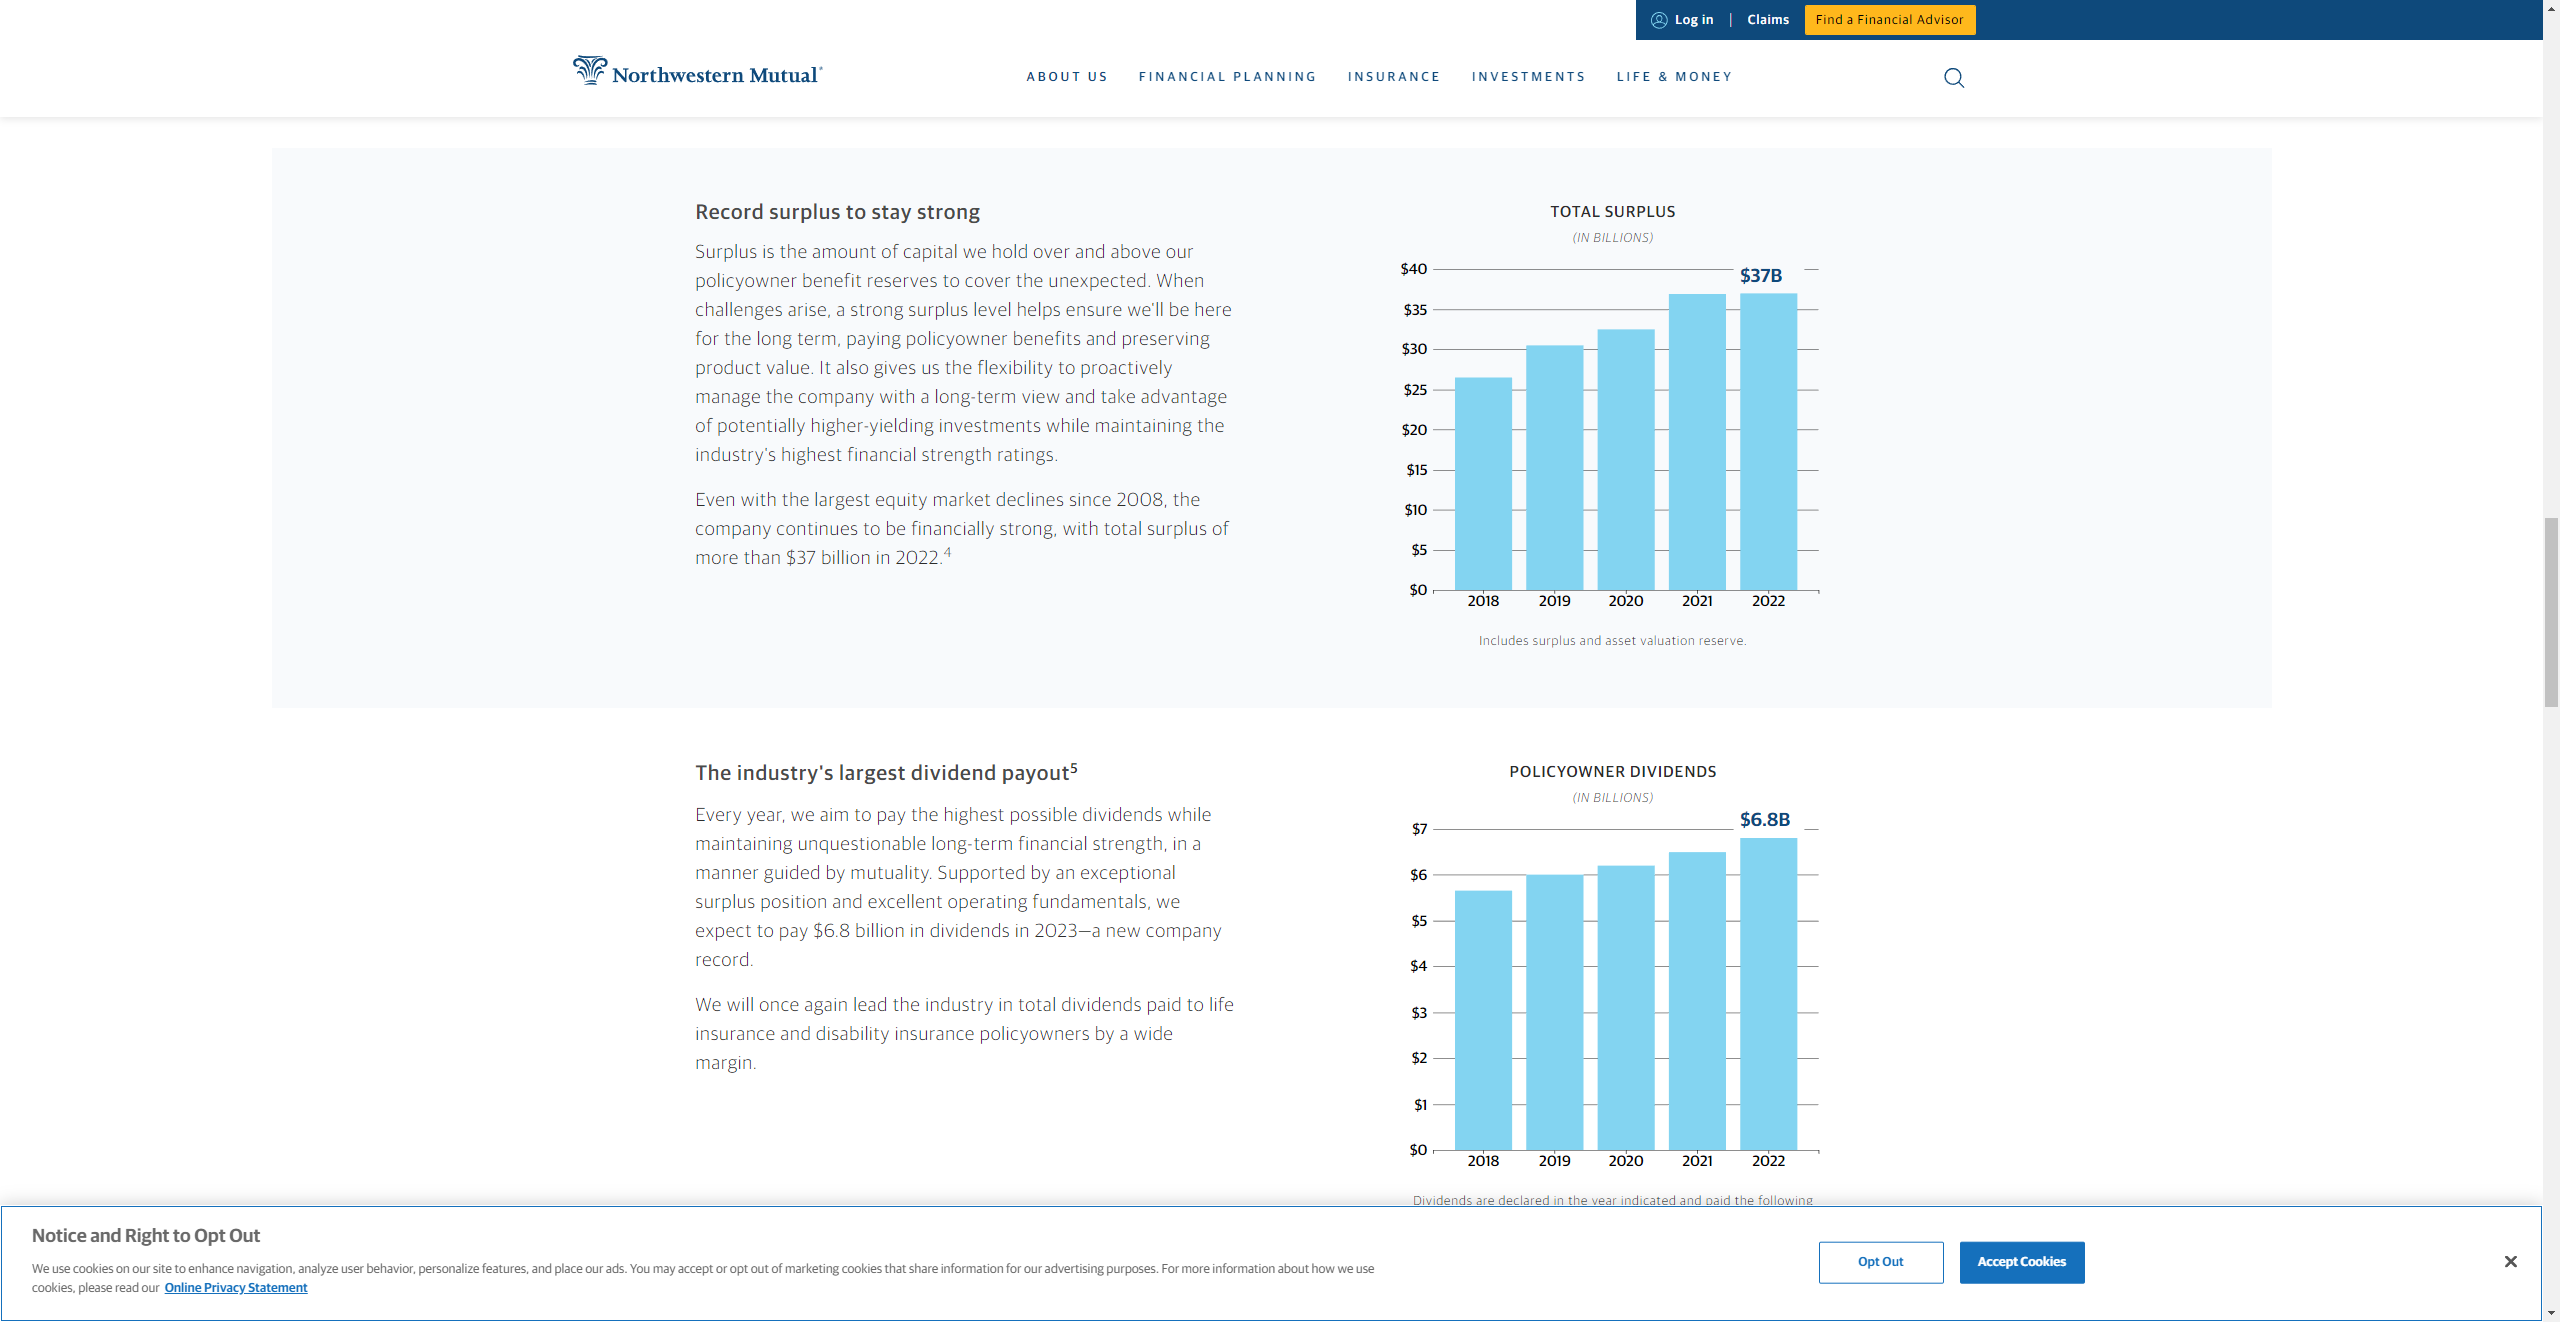 Log in | Claims Find a Financial Advisor
Northwestern Mutual
ABOUT US FINANCIAL PLANNING INSURANCE INVESTMENTS LIFE & MONEY
Record surplus to stay strong
Surplus is the amount of capital we hold over and above our
policyowner benefit reserves to cover the unexpected. When
challenges arise, a strong surplus level helps ensure we'll be here
for the long term, paying policyowner benefits and preserving
product value. It also gives us the flexibility to proactively
manage the company with a long-term view and take advantage
of potentially higher-yielding investments while maintaining the
industry's highest financial strength ratings.
Even with the largest equity market declines since 2008, the
company continues to be financially strong, with total surplus of
more than $37 billion in 2022.4
TOTAL SURPLUS
(IN BILLIONS)
$37B
$40
$35
$30
$25
$20
$15
$10
$5
$0
2018 2019 2020 2021 2022
Includes surplus and asset valuation reserve.
The industry's largest dividend payout5
Every year, we aim to pay the highest possible dividends while
maintaining unquestionable long-term financial strength, in a
manner guided by mutuality. Supported by an exceptional
surplus position and excellent operating fundamentals, we
expect to pay $6.8 billion in dividends in 2023—a new company
record.
We will once again lead the industry in total dividends paid to life
insurance and disability insurance policyowners by a wide
margin.
POLICYOWNER DIVIDENDS
(IN BILLIONS)
$6.8B
$7
$6
$5
$4
$3
$2
$1
$0
2018 2019 2020 2021 2022
Dividends are declared in the year indicated and paid the following
Notice and Right to Opt Out
We use cookies on our site to enhance navigation, analyze user behavior, personalize features, and place our ads. You may accept or opt out of marketing cookies that share information for our advertising purposes. For more information about how we use
cookies, please read our Online Privacy Statement
Opt Out
Accept Cookies